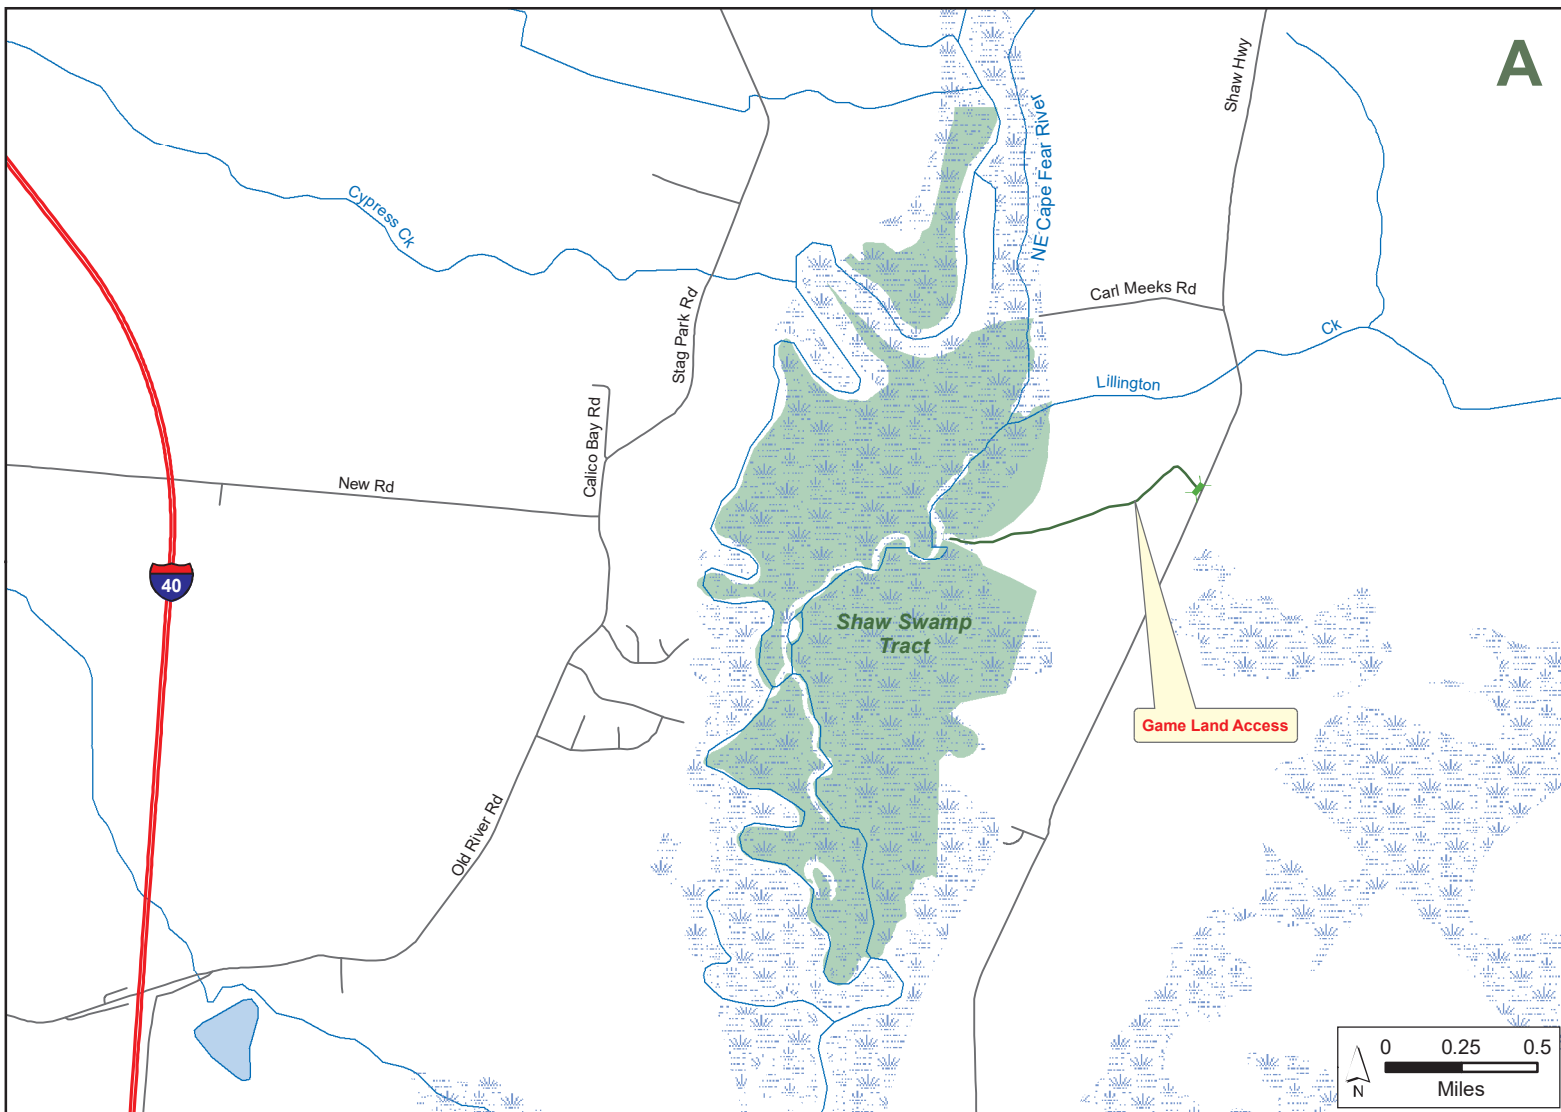 A
Shaw Hwy
NE Cape Fear River
Cypress Ck
Carl Meeks Rd
Stag Park Rd
Ck
Lillington
Calico Bay Rd
New Rd
40
Shaw Swamp
Tract
Game Land Access
Old River Rd
0 0.25 0.5
Miles
N